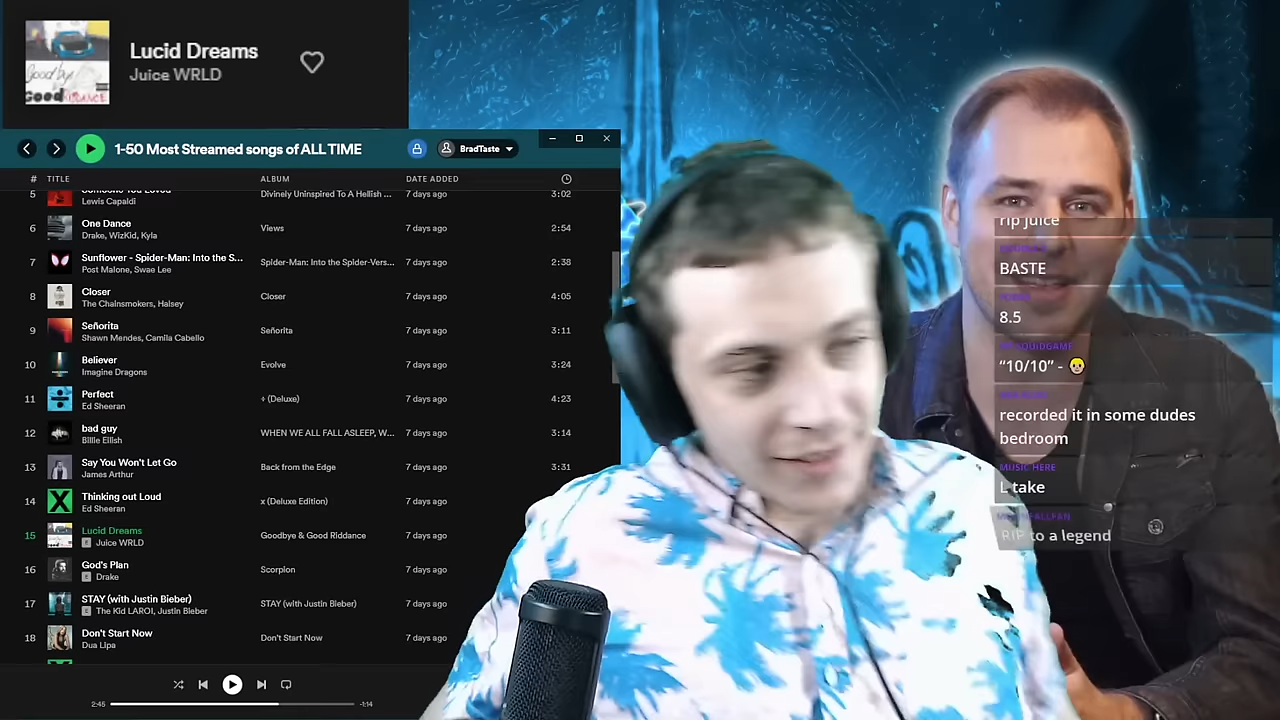 Lucid Dreams
Juice WRLD
1-50 Most Streamed songs of ALL TIME
BradTaste
# TITLE ALBUM DATE ADDED
5 Someone You Loved Divinely Uninspired To A Hellish ... 7 days ago 3:02
Lewis Capaldi
6 One Dance Views 7 days ago 2:54
Drake, WizKid, Kyla
7 Sunflower - Spider-Man: Into the S... Spider-Man: Into the Spider-Vers... 7 days ago 2:38
Post Malone, Swae Lee
8 Closer Closer 7 days ago 4:05
The Chainsmokers, Halsey
9 Señorita Señorita 7 days ago 3:11
Shawn Mendes, Camila Cabello
10 Believer Evolve 7 days ago 3:24
Imagine Dragons
11 Perfect ÷ (Deluxe) 7 days ago 4:23
Ed Sheeran
12 bad guy WHEN WE ALL FALL ASLEEP, W... 7 days ago 3:14
Billie Eilish
13 Say You Won't Let Go Back from the Edge 7 days ago 3:31
James Arthur
14 Thinking out Loud x (Deluxe Edition) 7 days ago
Ed Sheeran
15 Lucid Dreams Goodbye & Good Riddance 7 days ago
E Juice WRLD
16 God's Plan Scorpion 7 days ago
E Drake
17 STAY (with Justin Bieber) STAY (with Justin Bieber) 7 days ago
E The Kid LAROI, Justin Bieber
18 Don't Start Now Don't Start Now 7 days ago
Dua Lipa
2:45 -1:14
rip juice
BASTE
8.5
"10/10" -
recorded it in some dudes
bedroom
MUSIC HERE
L take
RIP to a legend